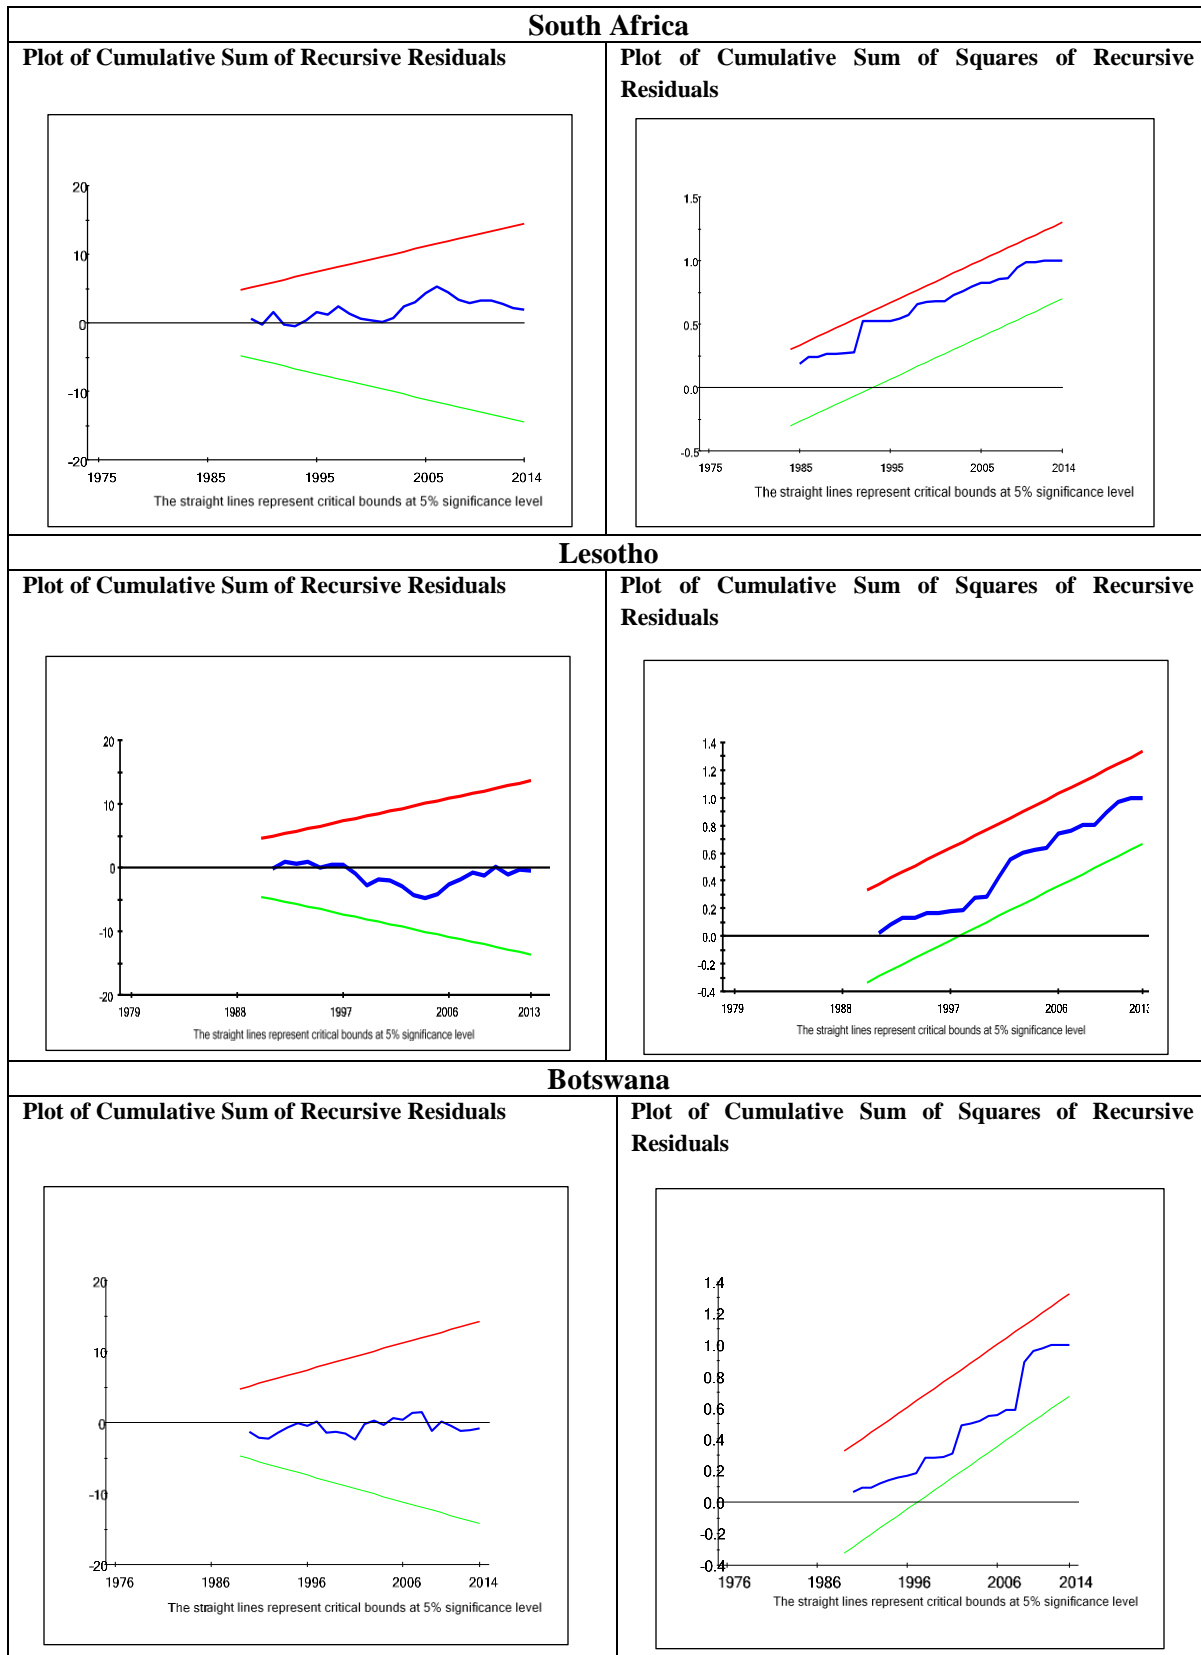 South Africa
Plot of Cumulative Sum of Recursive Residuals
Plot of Cumulative Sum of Squares of Recursive
Residuals
20
10
0
-10
-20
1975 1985 1995 2005 2014
The straight lines represent critical bounds at 5% significance level
1.5
1.0
0.5
0.0
-0.5
1975 1985 1995 2005 2014
The straight lines represent critical bounds at 5% significance level
Lesotho
Plot of Cumulative Sum of Recursive Residuals
Plot of Cumulative Sum of Squares of Recursive
Residuals
20
10
0
-10
-20
1979 1988 1997 2006 2013
The straight lines represent critical bounds at 5% significance level
1.4
1.2
1.0
0.8
0.6
0.4
0.2
0.0
-0.2
-0.4
1979 1988 1997 2006 2013
The straight lines represent critical bounds at 5% significance level
Botswana
Plot of Cumulative Sum of Recursive Residuals
Plot of Cumulative Sum of Squares of Recursive
Residuals
20
10
0
-10
-20
1976 1986 1996 2006 2014
The straight lines represent critical bounds at 5% significance level
1.4
1.2
1.0
0.8
0.6
0.4
0.2
0.0
-0.2
-0.4
1976 1986 1996 2006 2014
The straight lines represent critical bounds at 5% significance level